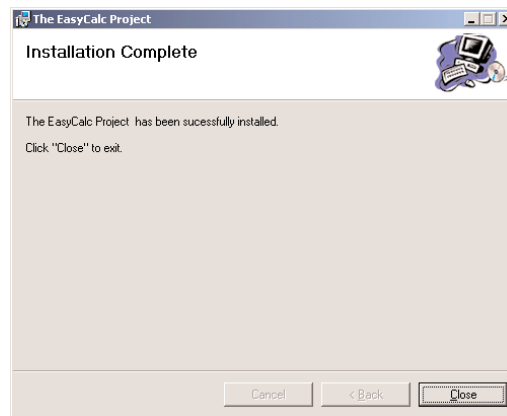 The EasyCalc Project
Installation Complete
The EasyCalc Project has been sucessfully installed.
Click "Close" to exit.
Cancel
< Back
Close